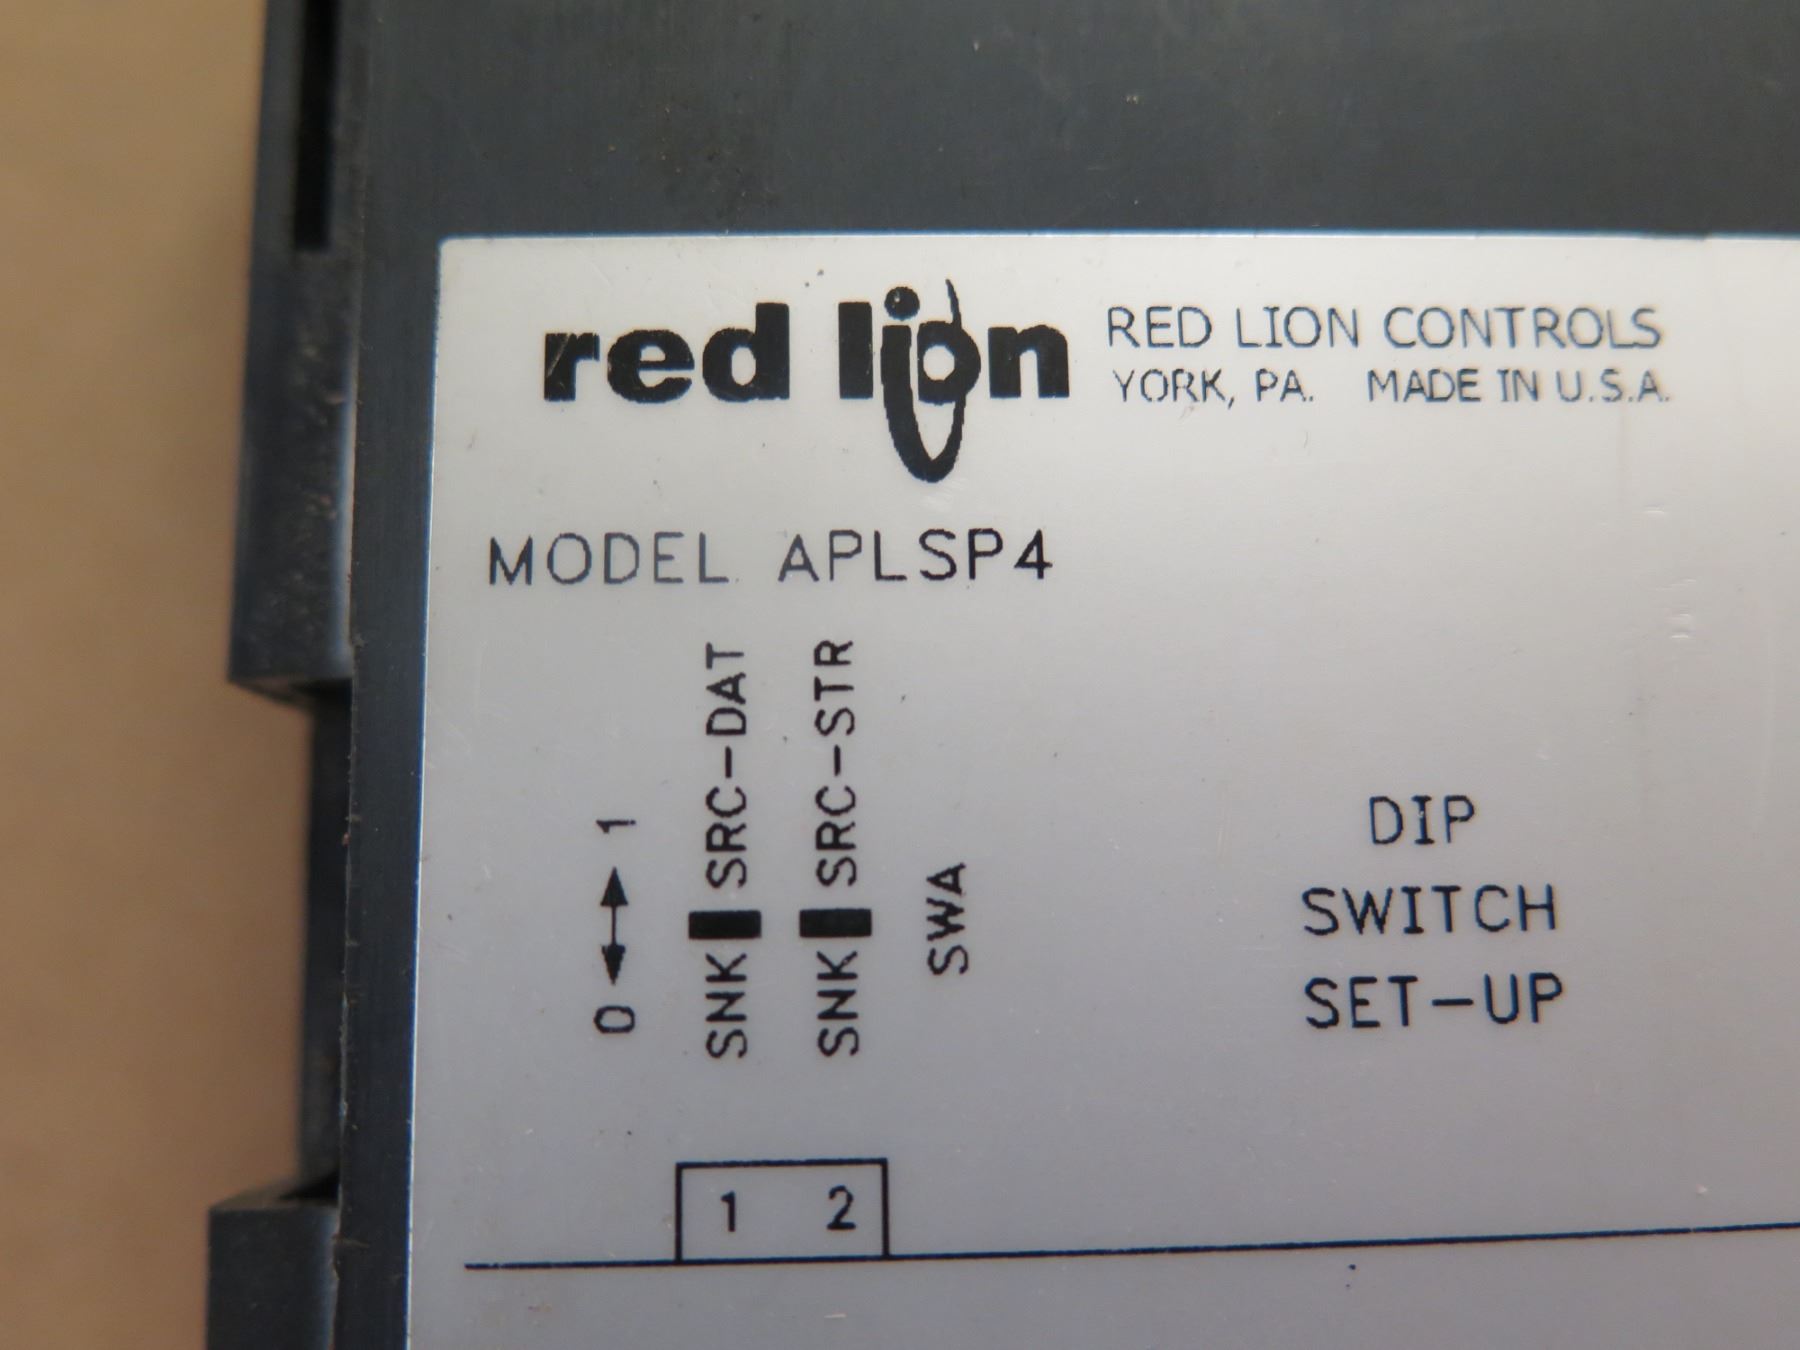 red lion
RED LION CONTROLS
YORK, PA. MADE IN U.S.A.
MODEL APLSP4
0 1
SNK SRC-DAT
SNK SRC-STR
SWA
DIP
SWITCH
SET-UP
1 2